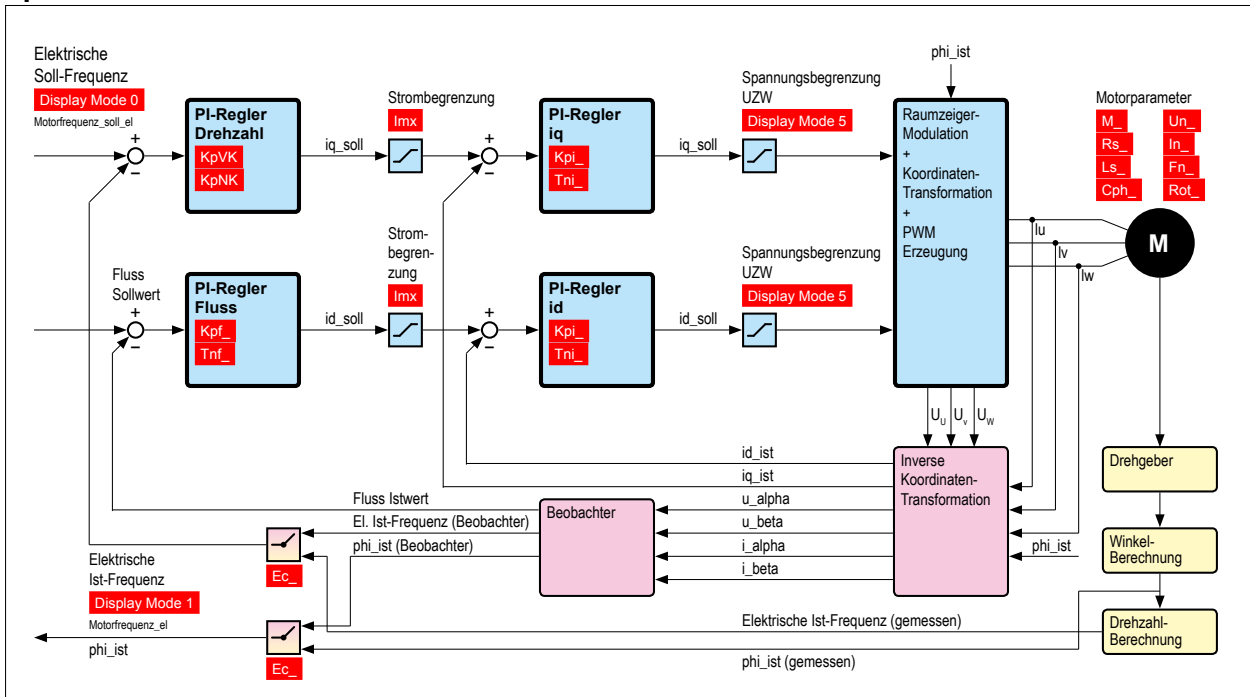 Elektrische
Soll-Frequenz
Display Mode 0
Motorfrequenz_soll_el
+
−
PI-Regler
Drehzahl
KpVK
KpNK
iq_soll
Strombegrenzung
Imx
+
−
PI-Regler
iq
Kpi_
Tni_
iq_soll
Spannungsbegrenzung
UZW
Display Mode 5
phi_ist
Raumzeiger-
Modulation
+
Koordinaten-
Transformation
+
PWM
Erzeugung
Motorparameter
M_
Un_
Rs_
In_
Ls_
Fn_
Cph_
Rot_
Iu
Iv
Iw
M
Fluss
Sollwert
+
−
PI-Regler
Fluss
Kpf_
Tnf_
id_soll
Strom-
begren-
zung
Imx
+
−
PI-Regler
id
Kpi_
Tni_
id_soll
Spannungsbegrenzung
UZW
Display Mode 5
UU
Uv
UW
id_ist
iq_ist
Inverse
Koordinaten-
Transformation
Drehgeber
Fluss Istwert
El. Ist-Frequenz (Beobachter)
phi_ist (Beobachter)
Beobachter
u_alpha
u_beta
i_alpha
i_beta
phi_ist
Winkel-
Berechnung
Ec_
Elektrische
Ist-Frequenz
Display Mode 1
Motorfrequenz_el
phi_ist
Ec_
Elektrische Ist-Frequenz (gemessen)
phi_ist (gemessen)
Drehzahl-
Berechnung